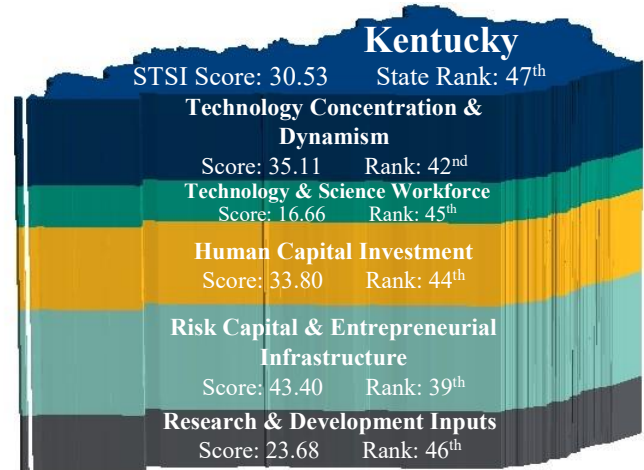 Kentucky
STSI Score: 30.53 State Rank: 47th
Technology Concentration &
Dynamism
Score: 35.11 Rank: 42nd
Technology & Science Workforce
Score: 16.66 Rank: 45th
Human Capital Investment
Score: 33.80 Rank: 44th
Risk Capital & Entrepreneurial
Infrastructure
Score: 43.40 Rank: 39th
Research & Development Inputs
Score: 23.68 Rank: 46th